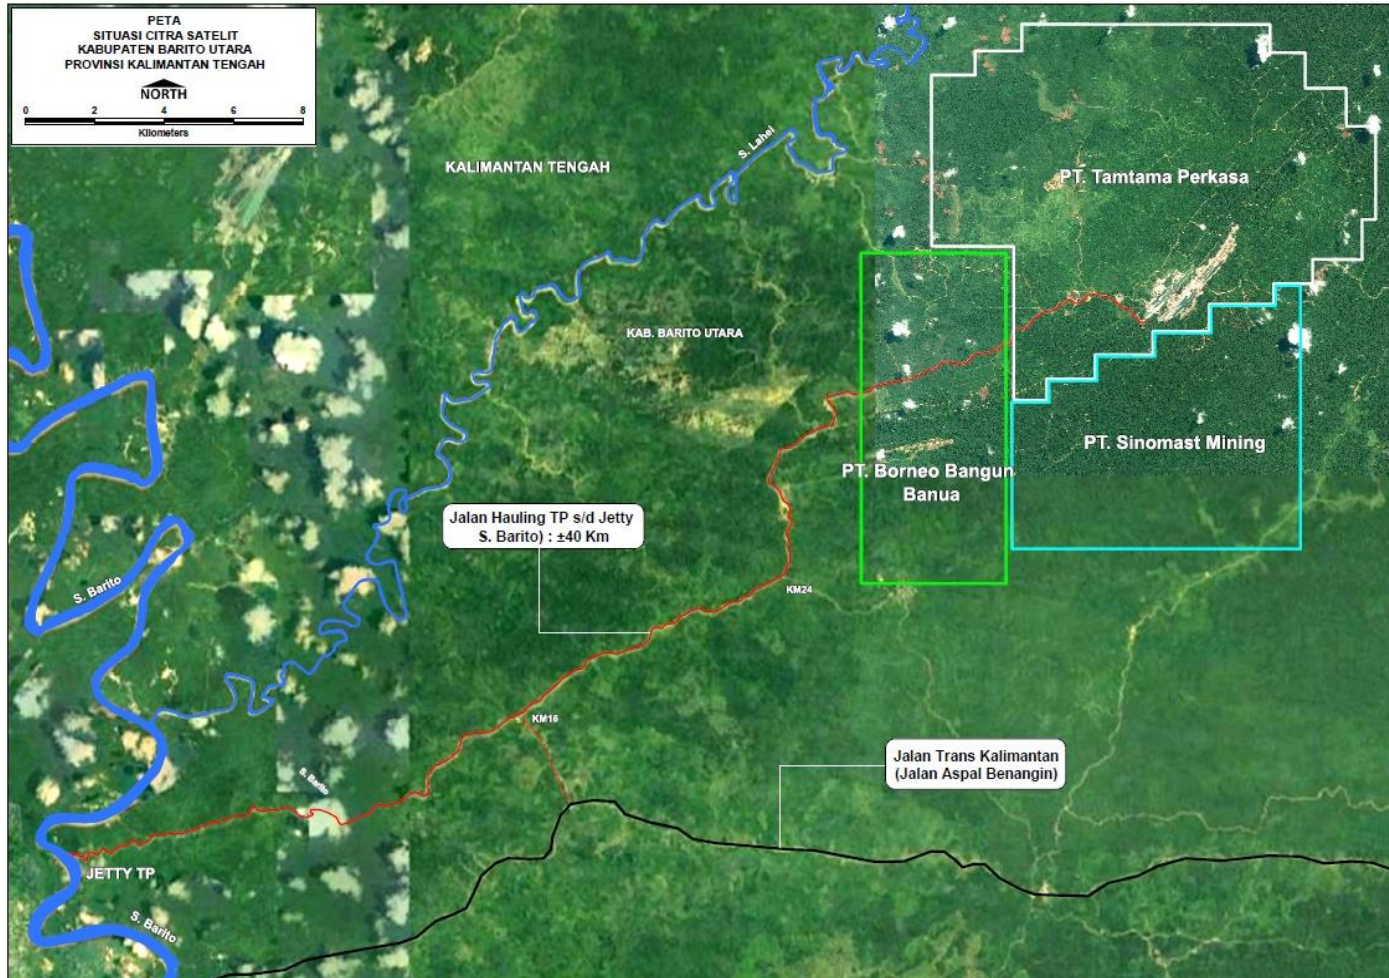 PETA
SITUASI CITRA SATELIT
KABUPATEN BARITO UTARA
PROVINSI KALIMANTAN TENGAH
NORTH
0 2 4 6 8
Kilometers
S. Lahei
KALIMANTAN TENGAH
PT. Tamtama Perkasa
KAB. BARITO UTARA
PT. Sinomast Mining
PT. Borneo Bangun
Banua
Jalan Hauling TP s/d Jetty
S. Barito) : ±40 Km
S. Barito
KM24
KM18
Jalan Trans Kalimantan
(Jalan Aspal Benangin)
S. Barito
JETTY TP
S. Barito